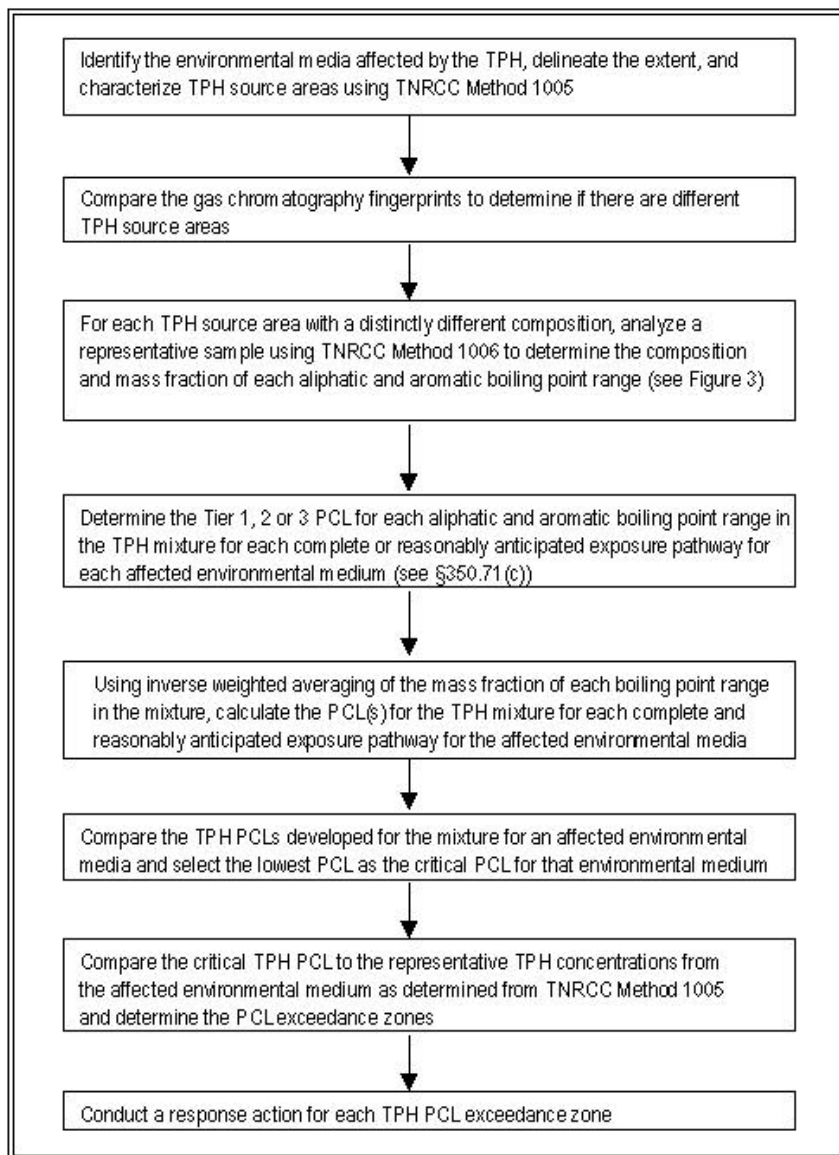 Identify the environmental media affected by the TPH, delineate the extent, and
characterize TPH source areas using TNRCC Method 1005
Compare the gas chromatography fingerprints to determine if there are different
TPH source areas
For each TPH source area with a distinctly different composition, analyze a
representative sample using TNRCC Method 1006 to determine the composition
and mass fraction of each aliphatic and aromatic boiling point range (see Figure 3)
Determine the Tier 1, 2 or 3 PCL for each aliphatic and aromatic boiling point range in
the TPH mixture for each complete or reasonably anticipated exposure pathway for
each affected environmental medium (see §350.71(c))
Using inverse weighted averaging of the mass fraction of each boiling point range
in the mixture, calculate the PCL(s) for the TPH mixture for each complete and
reasonably anticipated exposure pathway for the affected environmental media
Compare the TPH PCLs developed for the mixture for an affected environmental
media and select the lowest PCL as the critical PCL for that environmental medium
Compare the critical TPH PCL to the representative TPH concentrations from
the affected environmental medium as determined from TNRCC Method 1005
and determine the PCL exceedance zones
Conduct a response action for each TPH PCL exceedance zone